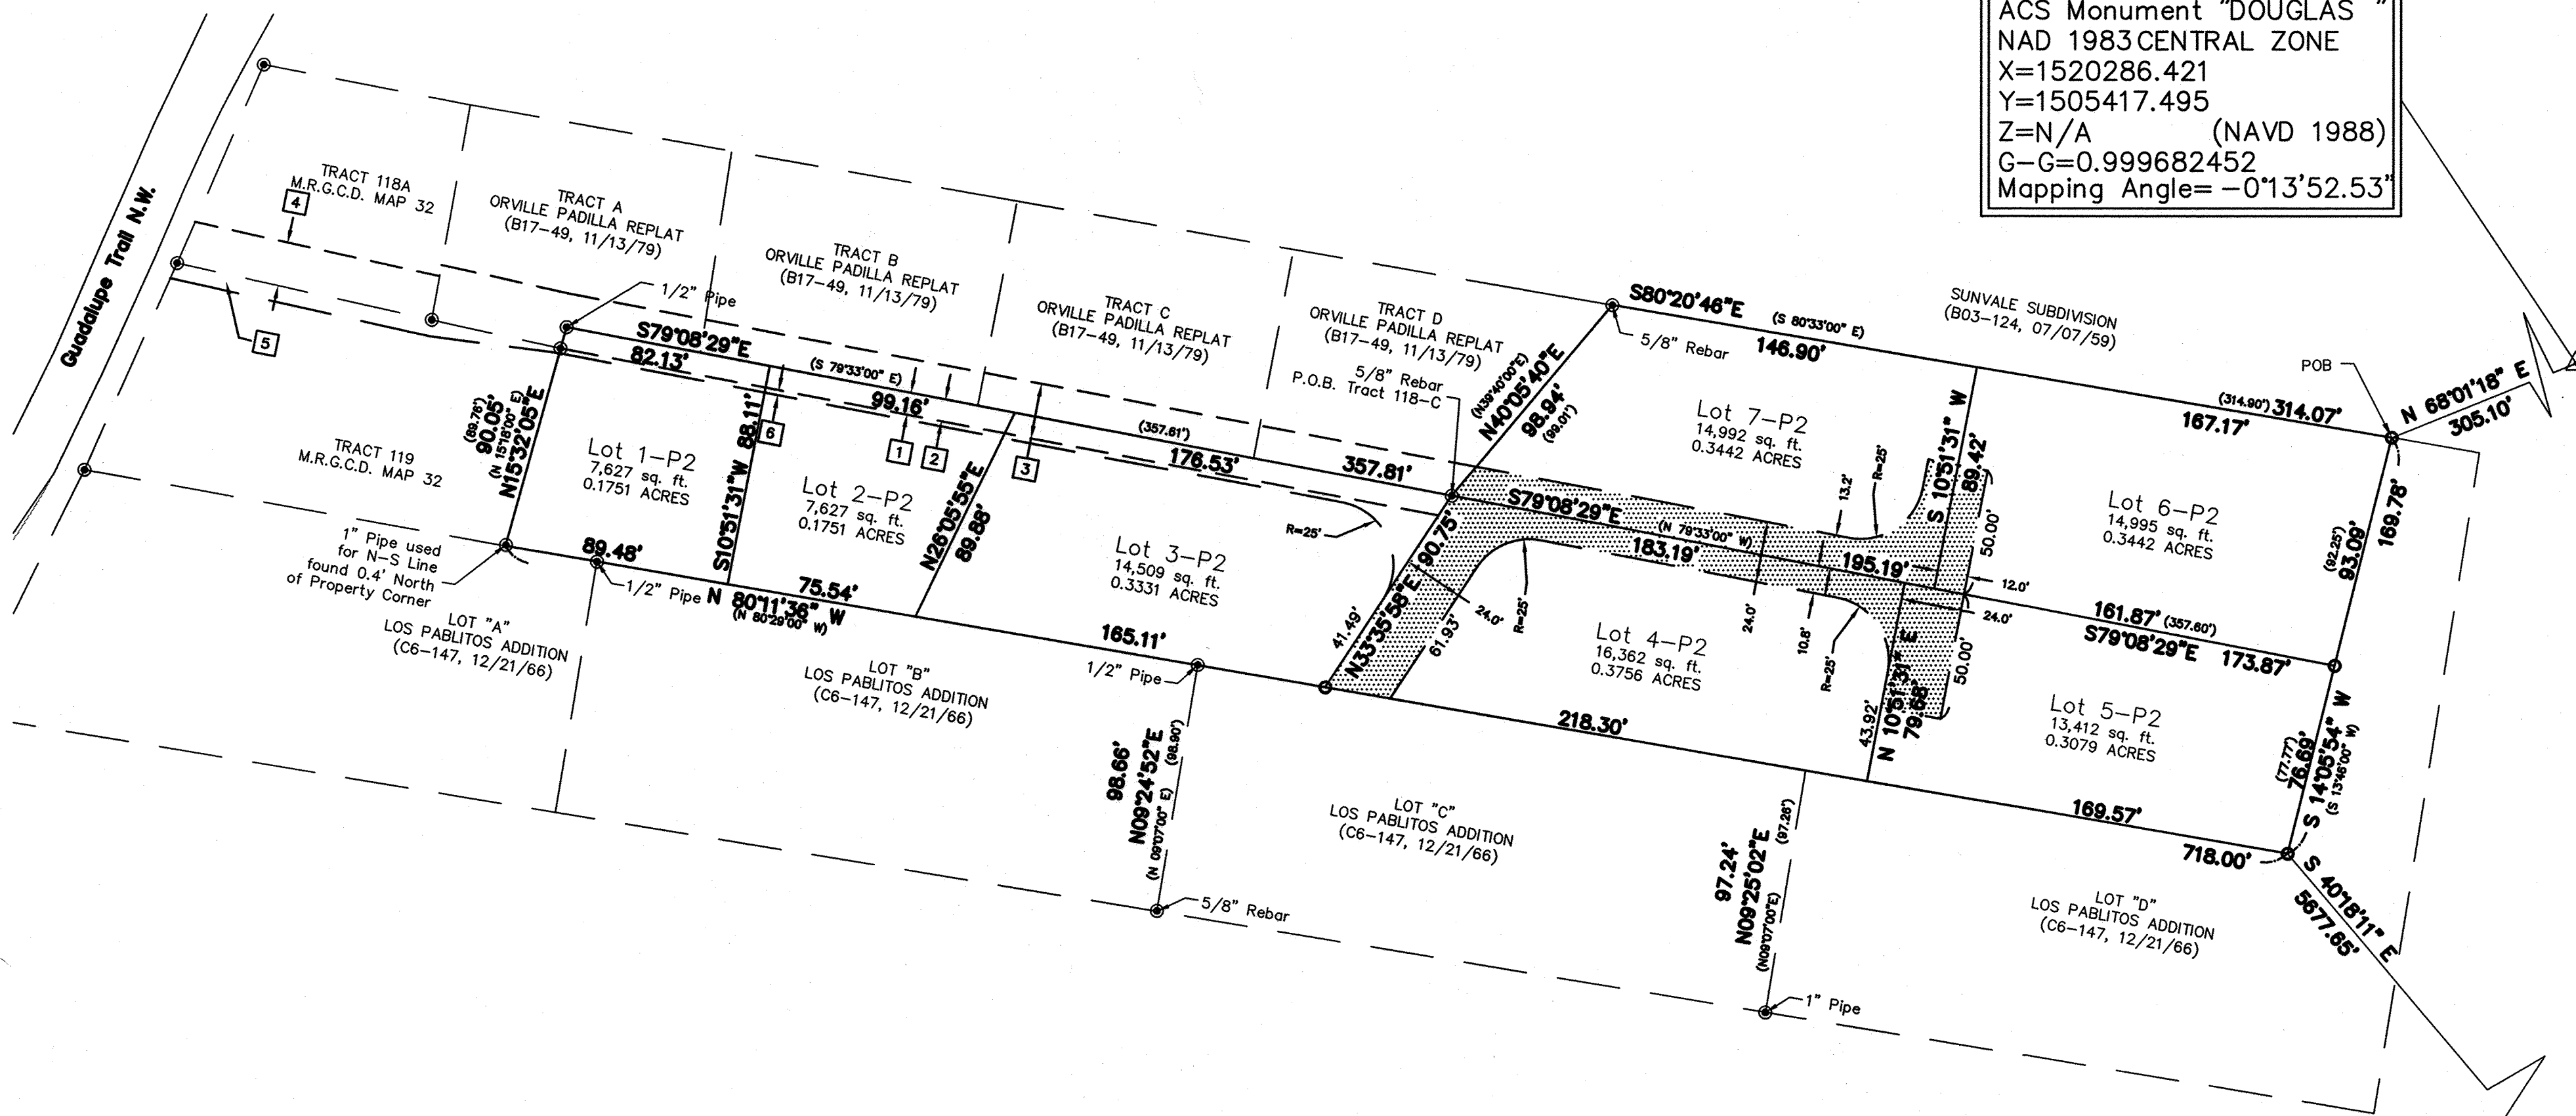 ACS Monument "DOUGLAS "
NAD 1983 CENTRAL ZONE
X=1520286.421
Y=1505417.495
Z=N/A (NAVD 1988)
G-G=0.999682452
Mapping Angle= -0°13'52.53"
Guadalupe Trail N.W.
TRACT 118A
M.R.G.C.D. MAP 32
4
5
TRACT A
ORVILLE PADILLA REPLAT
(B17-49, 11/13/79)
TRACT B
ORVILLE PADILLA REPLAT
(B17-49, 11/13/79)
TRACT C
ORVILLE PADILLA REPLAT
(B17-49, 11/13/79)
TRACT D
ORVILLE PADILLA REPLAT
(B17-49, 11/13/79)
5/8" Rebar
P.O.B. Tract 118-C
SUNVALE SUBDIVISION
(B03-124, 07/07/59)
POB
N 68°01'18" E
305.10'
1/2" Pipe
S79°08'29"E
82.13'
(S 79°33'00" E)
99.16'
(357.61')
176.53'
357.81'
6
1
2
3
(N39°40'00"E)
N40°05'40"E
98.94'
(99.01')
S80°20'46"E
(S 80°33'00" E)
146.90'
5/8" Rebar
(314.90') 314.07'
167.17'
TRACT 119
M.R.G.C.D. MAP 32
(89.76')
90.05'
(N 15°18'00" E)
N15°32'05"E
Lot 1-P2
7,627 sq. ft.
0.1751 ACRES
S10°51'31"W 88.11'
Lot 2-P2
7,627 sq. ft.
0.1751 ACRES
N26°05'55"E
89.88'
Lot 3-P2
14,509 sq. ft.
0.3331 ACRES
R=25'
N33°35'58"E 90.75'
41.49'
61.93'
24.0'
R=25'
Lot 7-P2
14,992 sq. ft.
0.3442 ACRES
13.2'
R=25'
S 10°51'31" W
89.42'
50.00'
Lot 6-P2
14,995 sq. ft.
0.3442 ACRES
(92.25')
93.09'
169.78'
S79°08'29"E
(N 79°33'00" W)
183.19'
195.19'
12.0'
24.0'
24.0'
10.8'
R=25'
161.87' (357.60')
S79°08'29"E 173.87'
Lot 4-P2
16,362 sq. ft.
0.3756 ACRES
43.92'
N 10°51'31" E
79.68'
50.00'
Lot 5-P2
13,412 sq. ft.
0.3079 ACRES
(77.77')
76.69'
S 14°05'54" W
(S 13°46'00" W)
1" Pipe used
for N-S Line
found 0.4' North
of Property Corner
89.48'
1/2" Pipe
N 80°11'36" W
(N 80°29'00" W)
75.54'
165.11'
1/2" Pipe
218.30'
169.57'
718.00'
S 40°18'11" E
5677.65'
LOT "A"
LOS PABLITOS ADDITION
(C6-147, 12/21/66)
LOT "B"
LOS PABLITOS ADDITION
(C6-147, 12/21/66)
98.66'
N09°24'52"E
(N 09°07'00" E)
(98.90')
5/8" Rebar
LOT "C"
LOS PABLITOS ADDITION
(C6-147, 12/21/66)
97.24'
N09°25'02"E
(N09°07'00"E)
(97.26')
1" Pipe
LOT "D"
LOS PABLITOS ADDITION
(C6-147, 12/21/66)